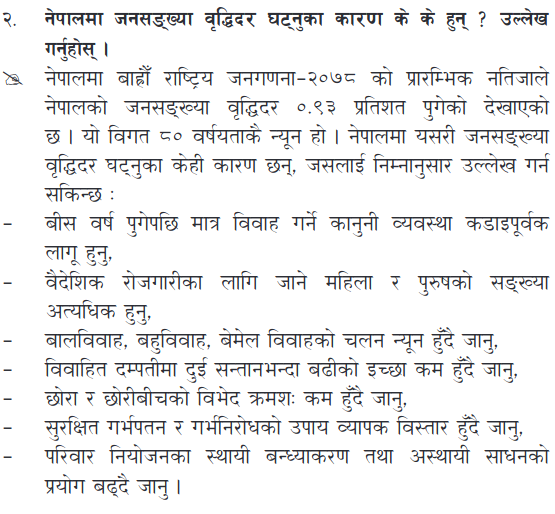 २. नेपालमा जनसङ्ख्या वृद्धिदर घट्नुका कारण के के हुन् ? उल्लेख
गर्नुहोस् ।
नेपालमा बाह्रौँ राष्ट्रिय जनगणना–२०७८ को प्रारम्भिक नतिजाले
नेपालको जनसङ्ख्या वृद्धिदर ०.९३ प्रतिशत पुगेको देखाएको
छ । यो विगत ८० वर्षयताकै न्यून हो । नेपालमा यसरी जनसङ्ख्या
वृद्धिदर घट्नुका केही कारण छन्, जसलाई निम्नानुसार उल्लेख गर्न
सकिन्छ :
– बीस वर्ष पुगेपछि मात्र विवाह गर्ने कानुनी व्यवस्था कडाइपूर्वक
लागू हुनु,
– वैदेशिक रोजगारीका लागि जाने महिला र पुरुषको सङ्ख्या
अत्यधिक हुनु,
– बालविवाह, बहुविवाह, बेमेल विवाहको चलन न्यून हुँदै जानु,
– विवाहित दम्पतीमा दुई सन्तानभन्दा बढीको इच्छा कम हुँदै जानु,
– छोरा र छोरीबीचको विभेद क्रमशः कम हुँदै जानु,
– सुरक्षित गर्भपतन र गर्भनिरोधको उपाय व्यापक विस्तार हुँदै जानु,
– परिवार नियोजनका स्थायी बन्ध्याकरण तथा अस्थायी साधनको
प्रयोग बढ्दै जानु ।